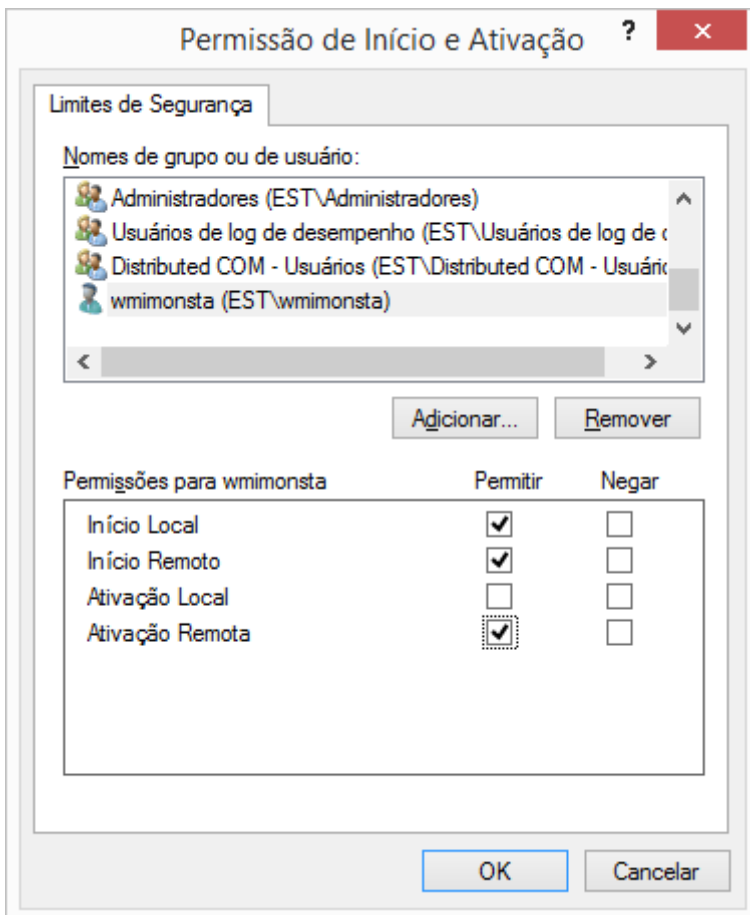 Permissão de Início e Ativação ? ×
Limites de Segurança
Nomes de grupo ou de usuário:
Administradores (EST\Administradores)
Usuários de log de desempenho (EST\Usuários de log de
Distributed COM - Usuários (EST\Distributed COM -
wmimonsta (EST\wmimonsta)
Adicionar... Remover
Permissões para wmimonsta Permitir Negar
Início Local
Início Remoto
Ativação Local
Ativação Remota
OK Cancelar